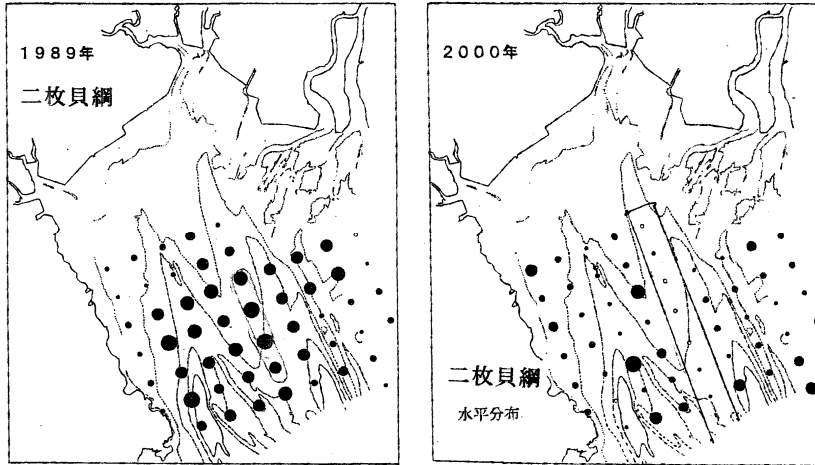 1989年
二枚貝綱
2000年
二枚貝綱
水平分布